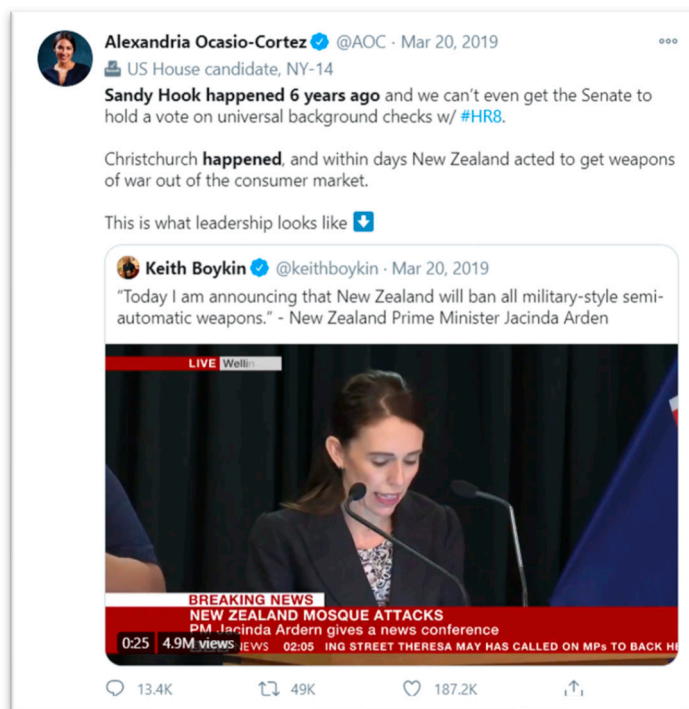 Alexandria Ocasio-Cortez @AOC · Mar 20, 2019
US House candidate, NY-14
Sandy Hook happened 6 years ago and we can't even get the Senate to
hold a vote on universal background checks w/ #HR8.
Christchurch happened, and within days New Zealand acted to get weapons
of war out of the consumer market.
This is what leadership looks like
Keith Boykin @keithboykin · Mar 20, 2019
"Today I am announcing that New Zealand will ban all military-style semi-
automatic weapons." - New Zealand Prime Minister Jacinda Arden
LIVE Wellin
BREAKING NEWS
NEW ZEALAND MOSQUE ATTACKS
PM Jacinda Ardern gives a news conference
0:25 4.9M views NEWS 02:05 ING STREET THERESA MAY HAS CALLED ON MPs TO BACK HE
13.4K 49K 187.2K